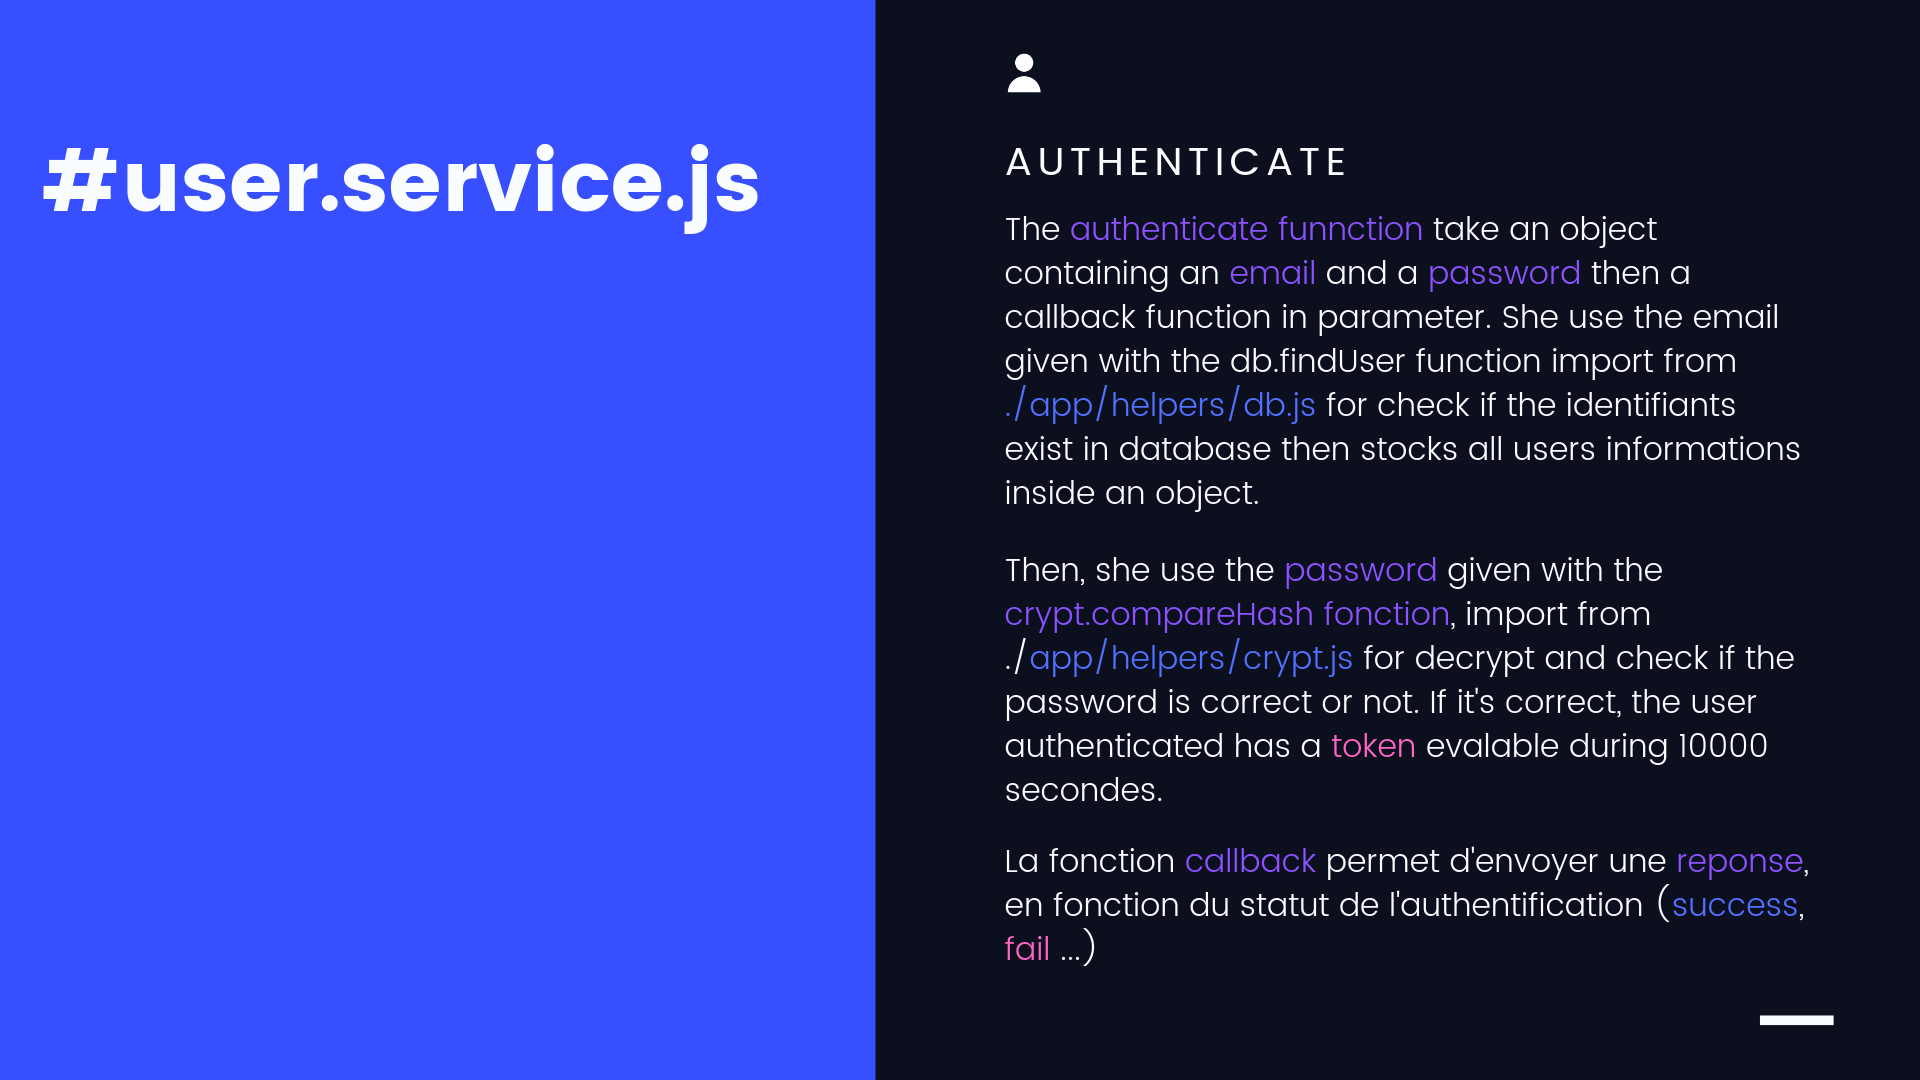 #user.service.js
AUTHENTICATE
The authenticate funnction take an object
containing an email and a password then a
callback function in parameter. She use the email
given with the db.findUser function import from
./app/helpers/db.js for check if the identifiants
exist in database then stocks all users informations
inside an object.
Then, she use the password given with the
crypt.compareHash fonction, import from
./app/helpers/crypt.js for decrypt and check if the
password is correct or not. If it's correct, the user
authenticated has a token evalable during 10000
secondes.
La fonction callback permet d'envoyer une reponse,
en fonction du statut de l'authentification (success,
fail ...)